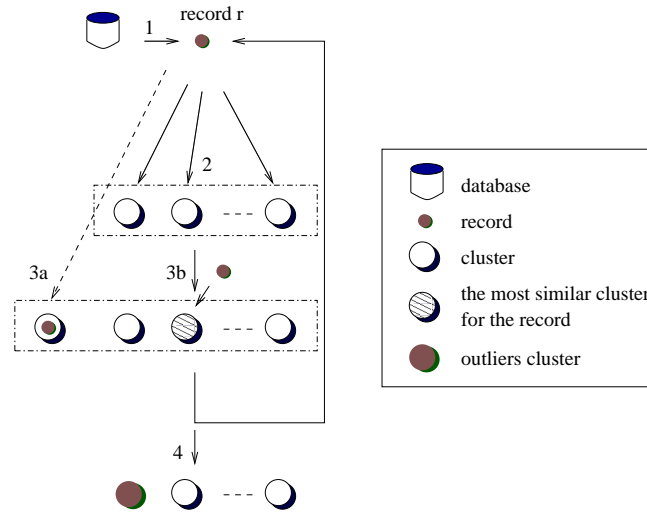 record r
1
2
3a
3b
4
database
record
cluster
the most similar cluster
for the record
outliers cluster